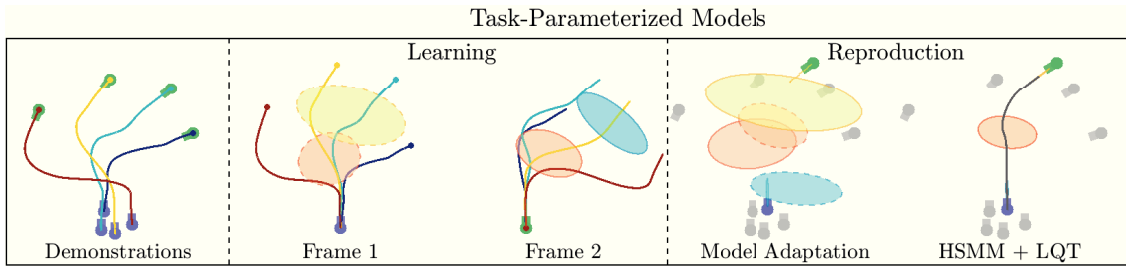 Task-Parameterized Models
Learning
Reproduction
Demonstrations
Frame 1
Frame 2
Model Adaptation
HSMM + LQT